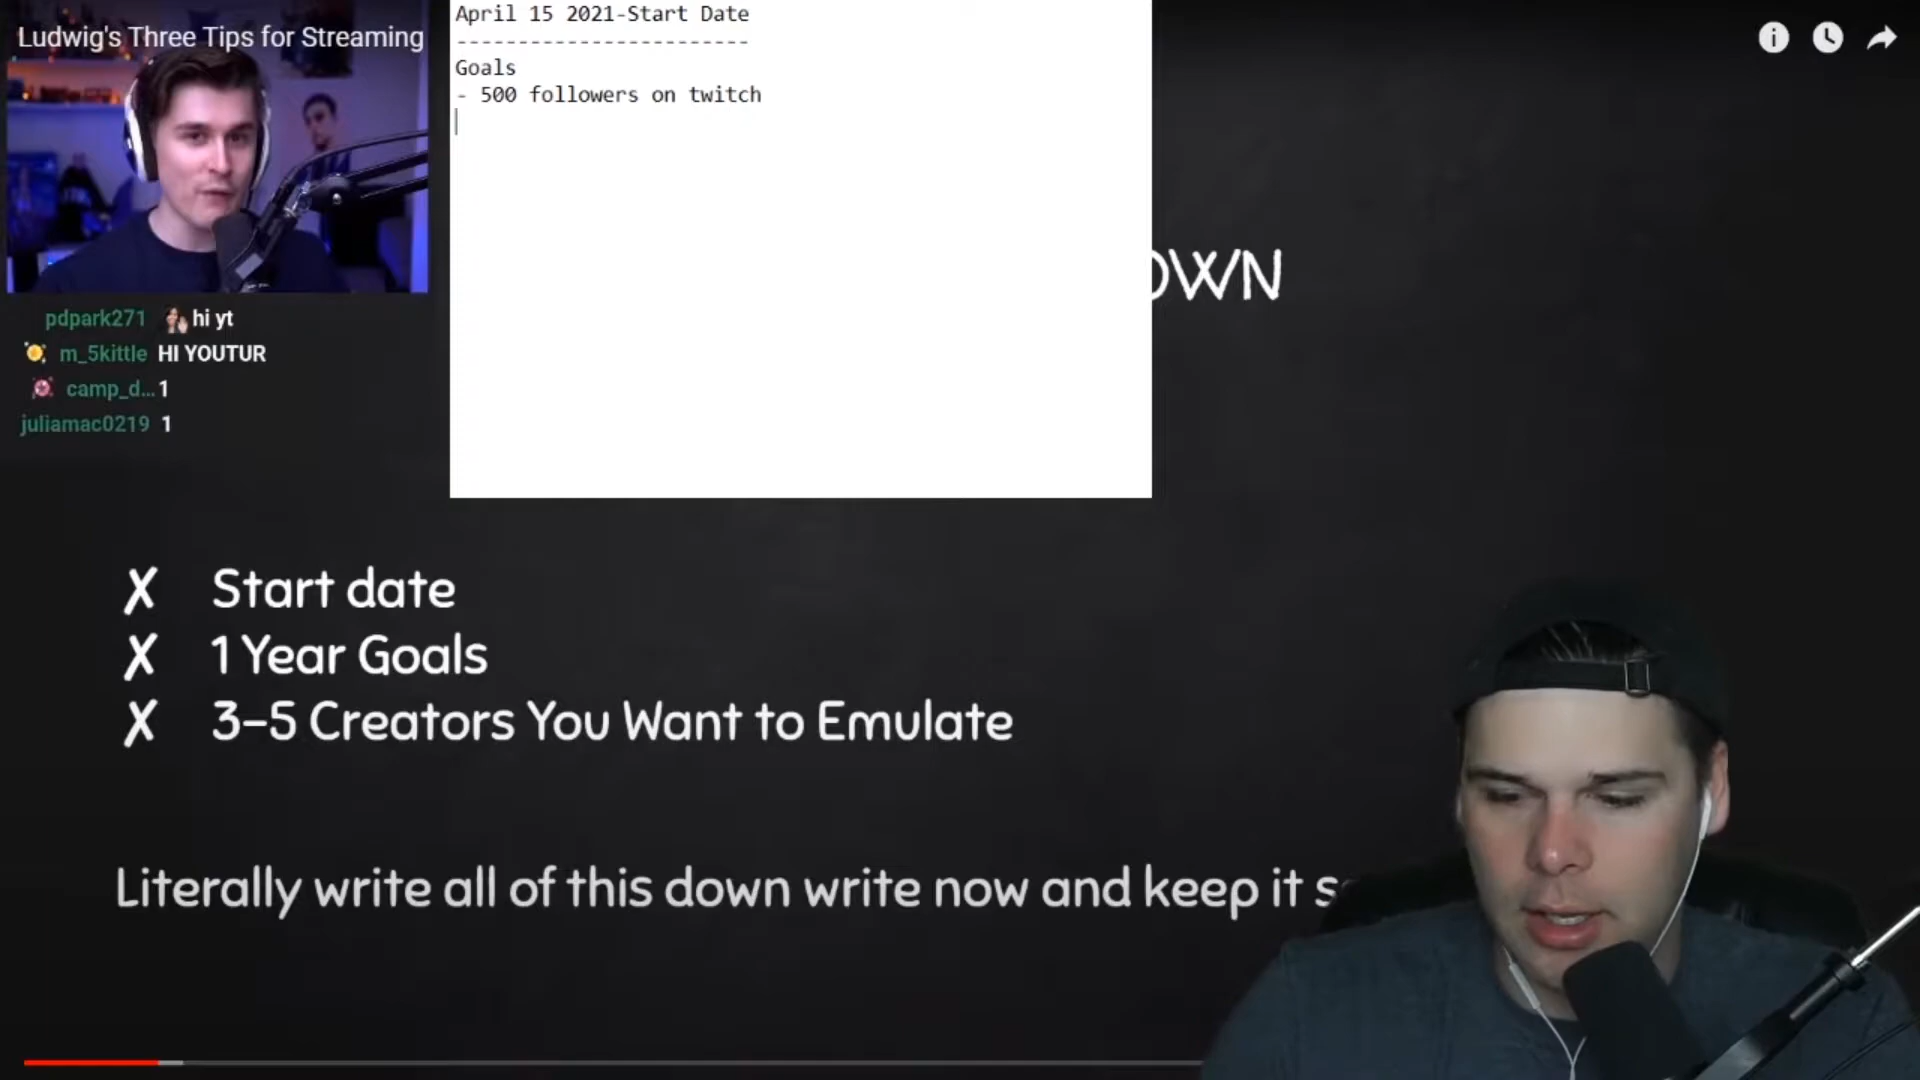 Ludwig's Three Tips for Streaming
April 15 2021-Start Date
------------------------
Goals
- 500 followers on twitch
OWN
pdpark271 hi yt
m_5kittle HI YOUTUR
camp_d... 1
juliamac0219 1
X Start date
X 1 Year Goals
X 3-5 Creators You Want to Emulate
Literally write all of this down write now and keep it s